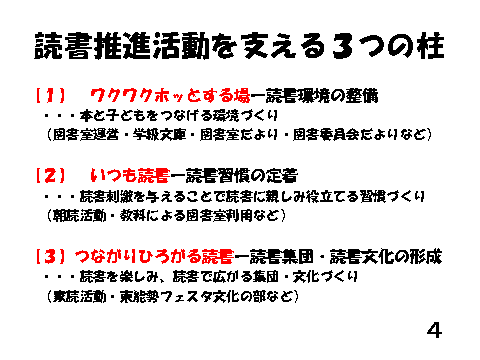 読書推進活動を支える３つの柱
［１］　ワクワクホッとする場ー読書環境の整備
・・・本と子どもをつなげる環境づくり
（図書室運営・学級文庫・図書室だより・図書委員会だよりなど）
［２］　いつも読書ー読書習慣の定着
・・・読書刺激を与えることで読書に親しみ役立てる習慣づくり
（朝読活動・教科による図書室利用など）
［３］つながりひろがる読書ー読書集団・読書文化の形成
・・・読書を楽しみ、読書で広がる集団・文化づくり
（家読活動・東能勢フェスタ文化の部など）
4